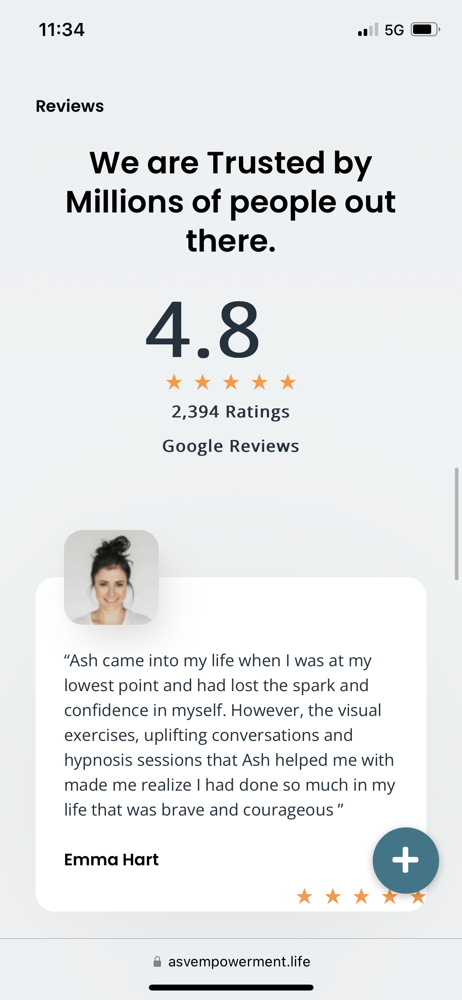 11:34
5G
Reviews
We are Trusted by
Millions of people out
there.
4.8
2,394 Ratings
Google Reviews
“Ash came into my life when I was at my
lowest point and had lost the spark and
confidence in myself. However, the visual
exercises, uplifting conversations and
hypnosis sessions that Ash helped me with
made me realize I had done so much in my
life that was brave and courageous ”
Emma Hart
asvempowerment.life